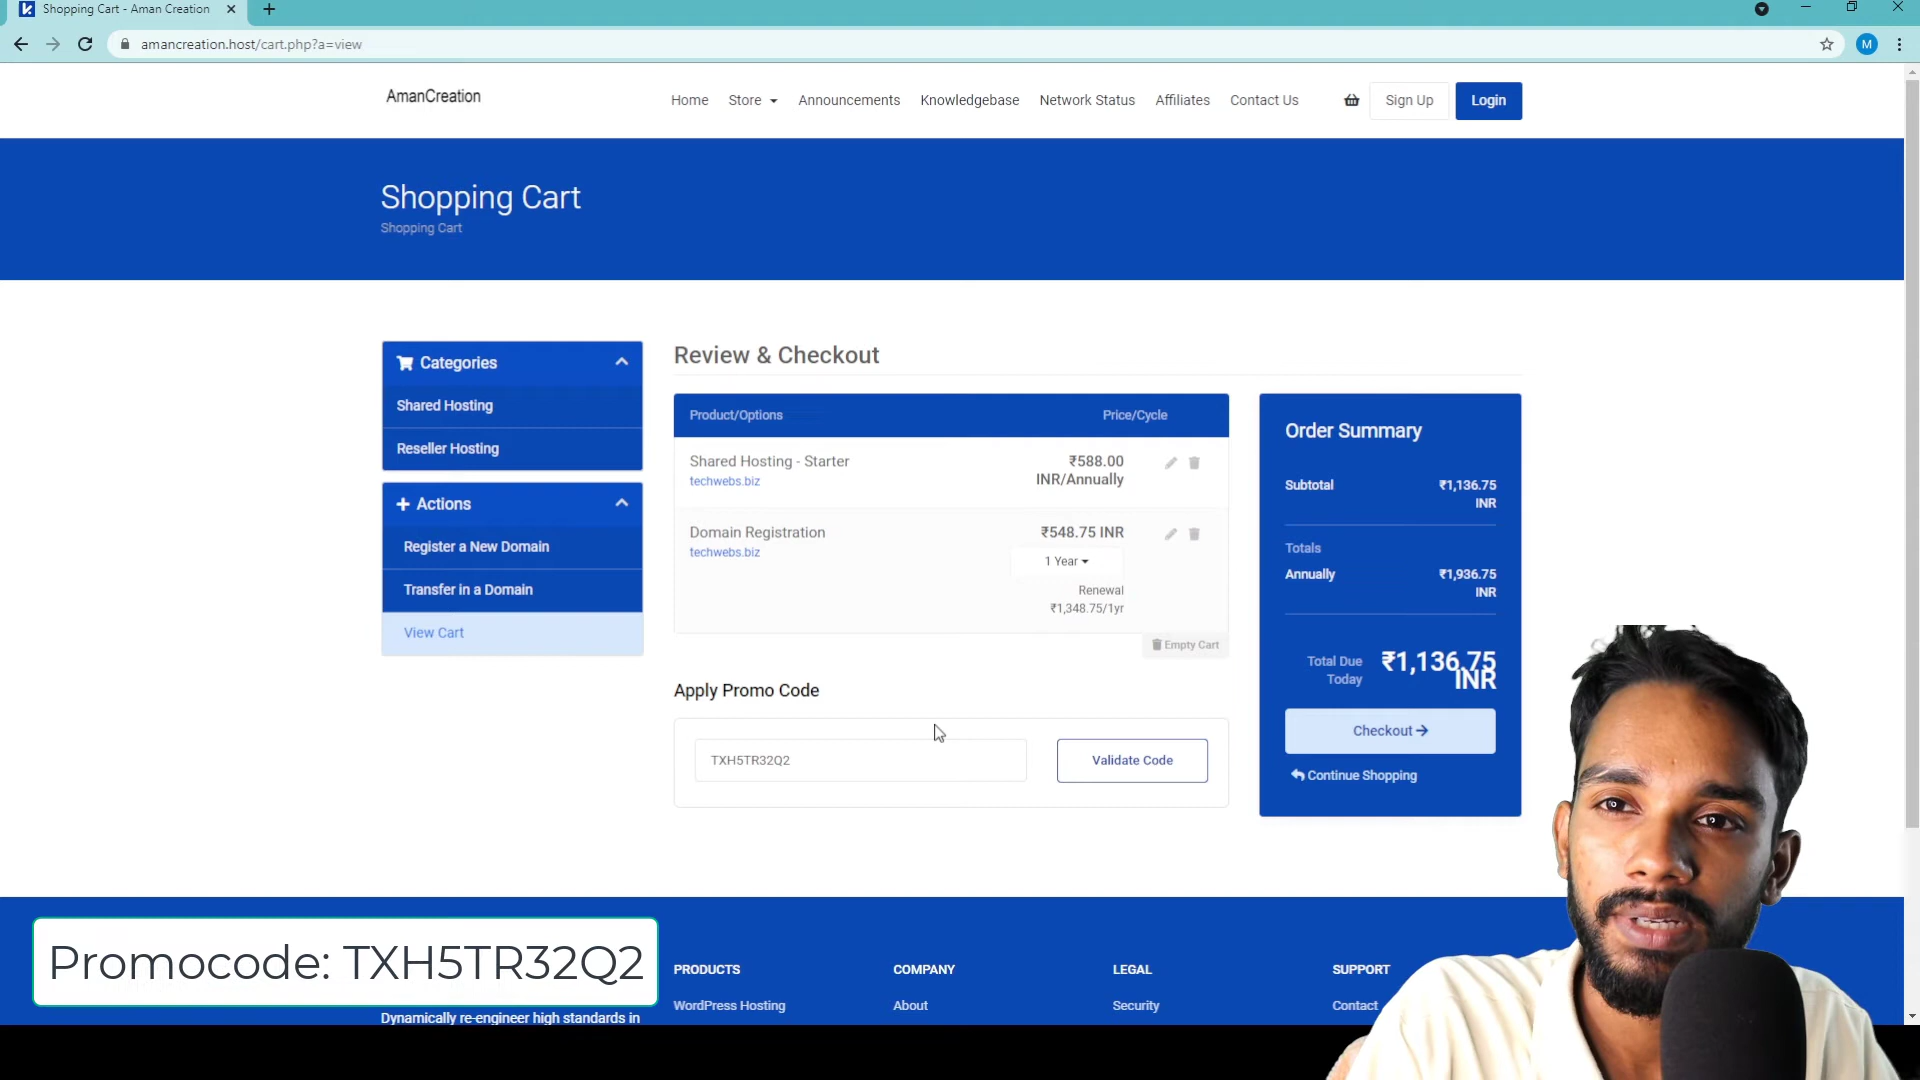 Shopping Cart - Aman Creation
amancreation.host/cart.php?a=view
M
AmanCreation
Home Store Announcements Knowledgebase Network Status Affiliates Contact Us Sign Up Login
Shopping Cart
Shopping Cart
Categories
Shared Hosting
Reseller Hosting
Actions
Register a New Domain
Transfer in a Domain
View Cart
Review & Checkout
Product/Options Price/Cycle
Shared Hosting - Starter ₹588.00
techwebs.biz INR/Annually
Domain Registration ₹548.75 INR
techwebs.biz
1 Year
Renewal
₹1,348.75/1yr
Empty Cart
Apply Promo Code
TXH5TR32Q2 Validate Code
Order Summary
Subtotal ₹1,136.75
INR
Totals
Annually ₹1,936.75
INR
Total Due ₹1,136.75
Today INR
Checkout
Continue Shopping
Promocode: TXH5TR32Q2
Dynamically re-engineer high standards in
PRODUCTS COMPANY LEGAL SUPPORT
WordPress Hosting About Security Contact